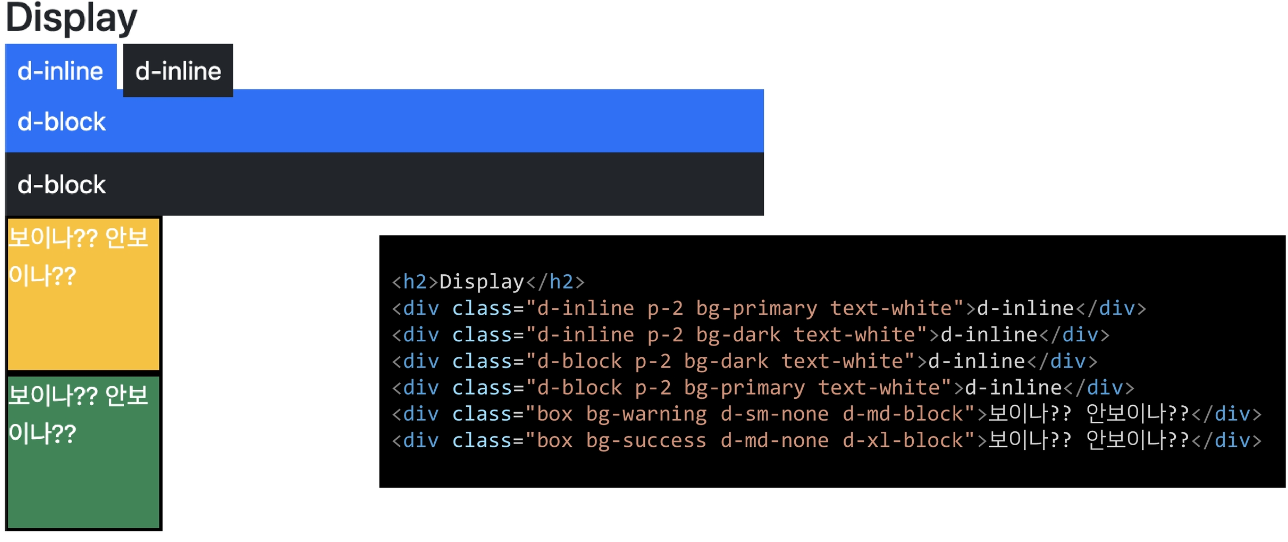 Display
d-inline d-inline
d-block
d-block
보이나?? 안보
이나??
보이나?? 안보
이나??
<h2>Display</h2>
<div class="d-inline p-2 bg-primary text-white">d-inline</div>
<div class="d-inline p-2 bg-dark text-white">d-inline</div>
<div class="d-block p-2 bg-dark text-white">d-inline</div>
<div class="d-block p-2 bg-primary text-white">d-inline</div>
<div class="box bg-warning d-sm-none d-md-block">보이나?? 안보이나??</div>
<div class="box bg-success d-md-none d-xl-block">보이나?? 안보이나??</div>